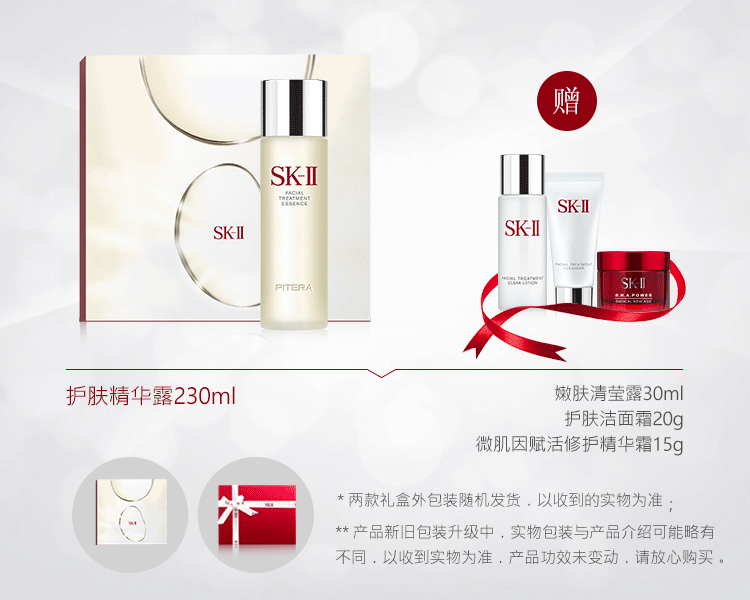 SK-II
SK-II
FACIAL
TREATMENT
ESSENCE
PITERA
赠
SK-II
FACIAL TREATMENT
CLEAR LOTION
SK-II
FACIAL TREATMENT
CLEANSER
SK-II
R.N.A.POWER
RADICAL NEW AGE
护肤精华露230ml
嫩肤清莹露30ml
护肤洁面霜20g
微肌因赋活修护精华霜15g
SK-II
SK-II
* 两款礼盒外包装随机发货．以收到的实物为准；
** 产品新旧包装升级中．实物包装与产品介绍可能略有
不同．以收到实物为准．产品功效未变动．请放心购买 。